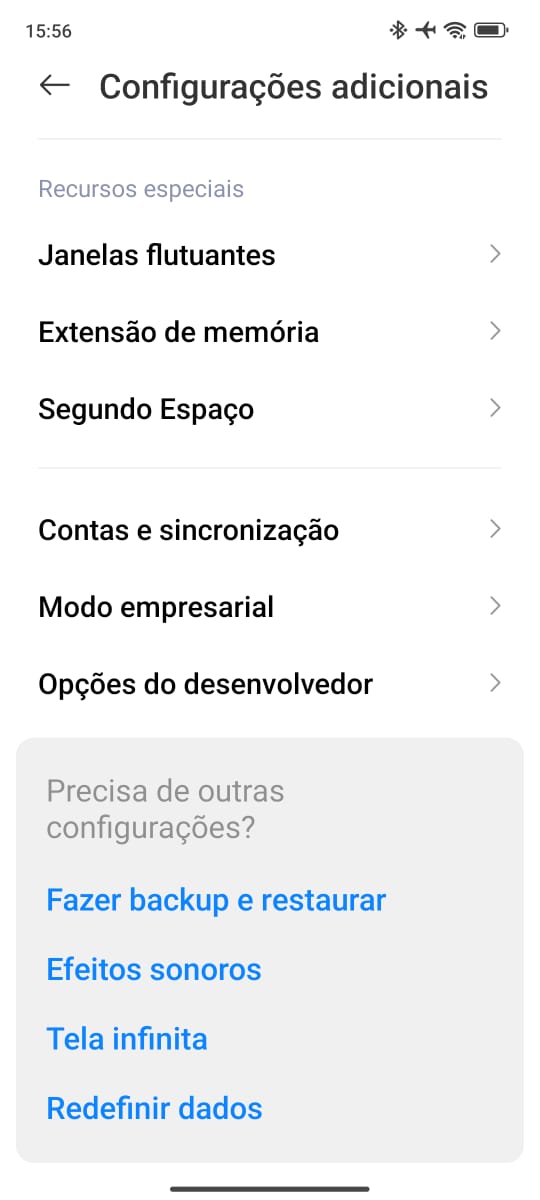 15:56
Configurações adicionais
Recursos especiais
Janelas flutuantes
Extensão de memória
Segundo Espaço
Contas e sincronização
Modo empresarial
Opções do desenvolvedor
Precisa de outras
configurações?
Fazer backup e restaurar
Efeitos sonoros
Tela infinita
Redefinir dados